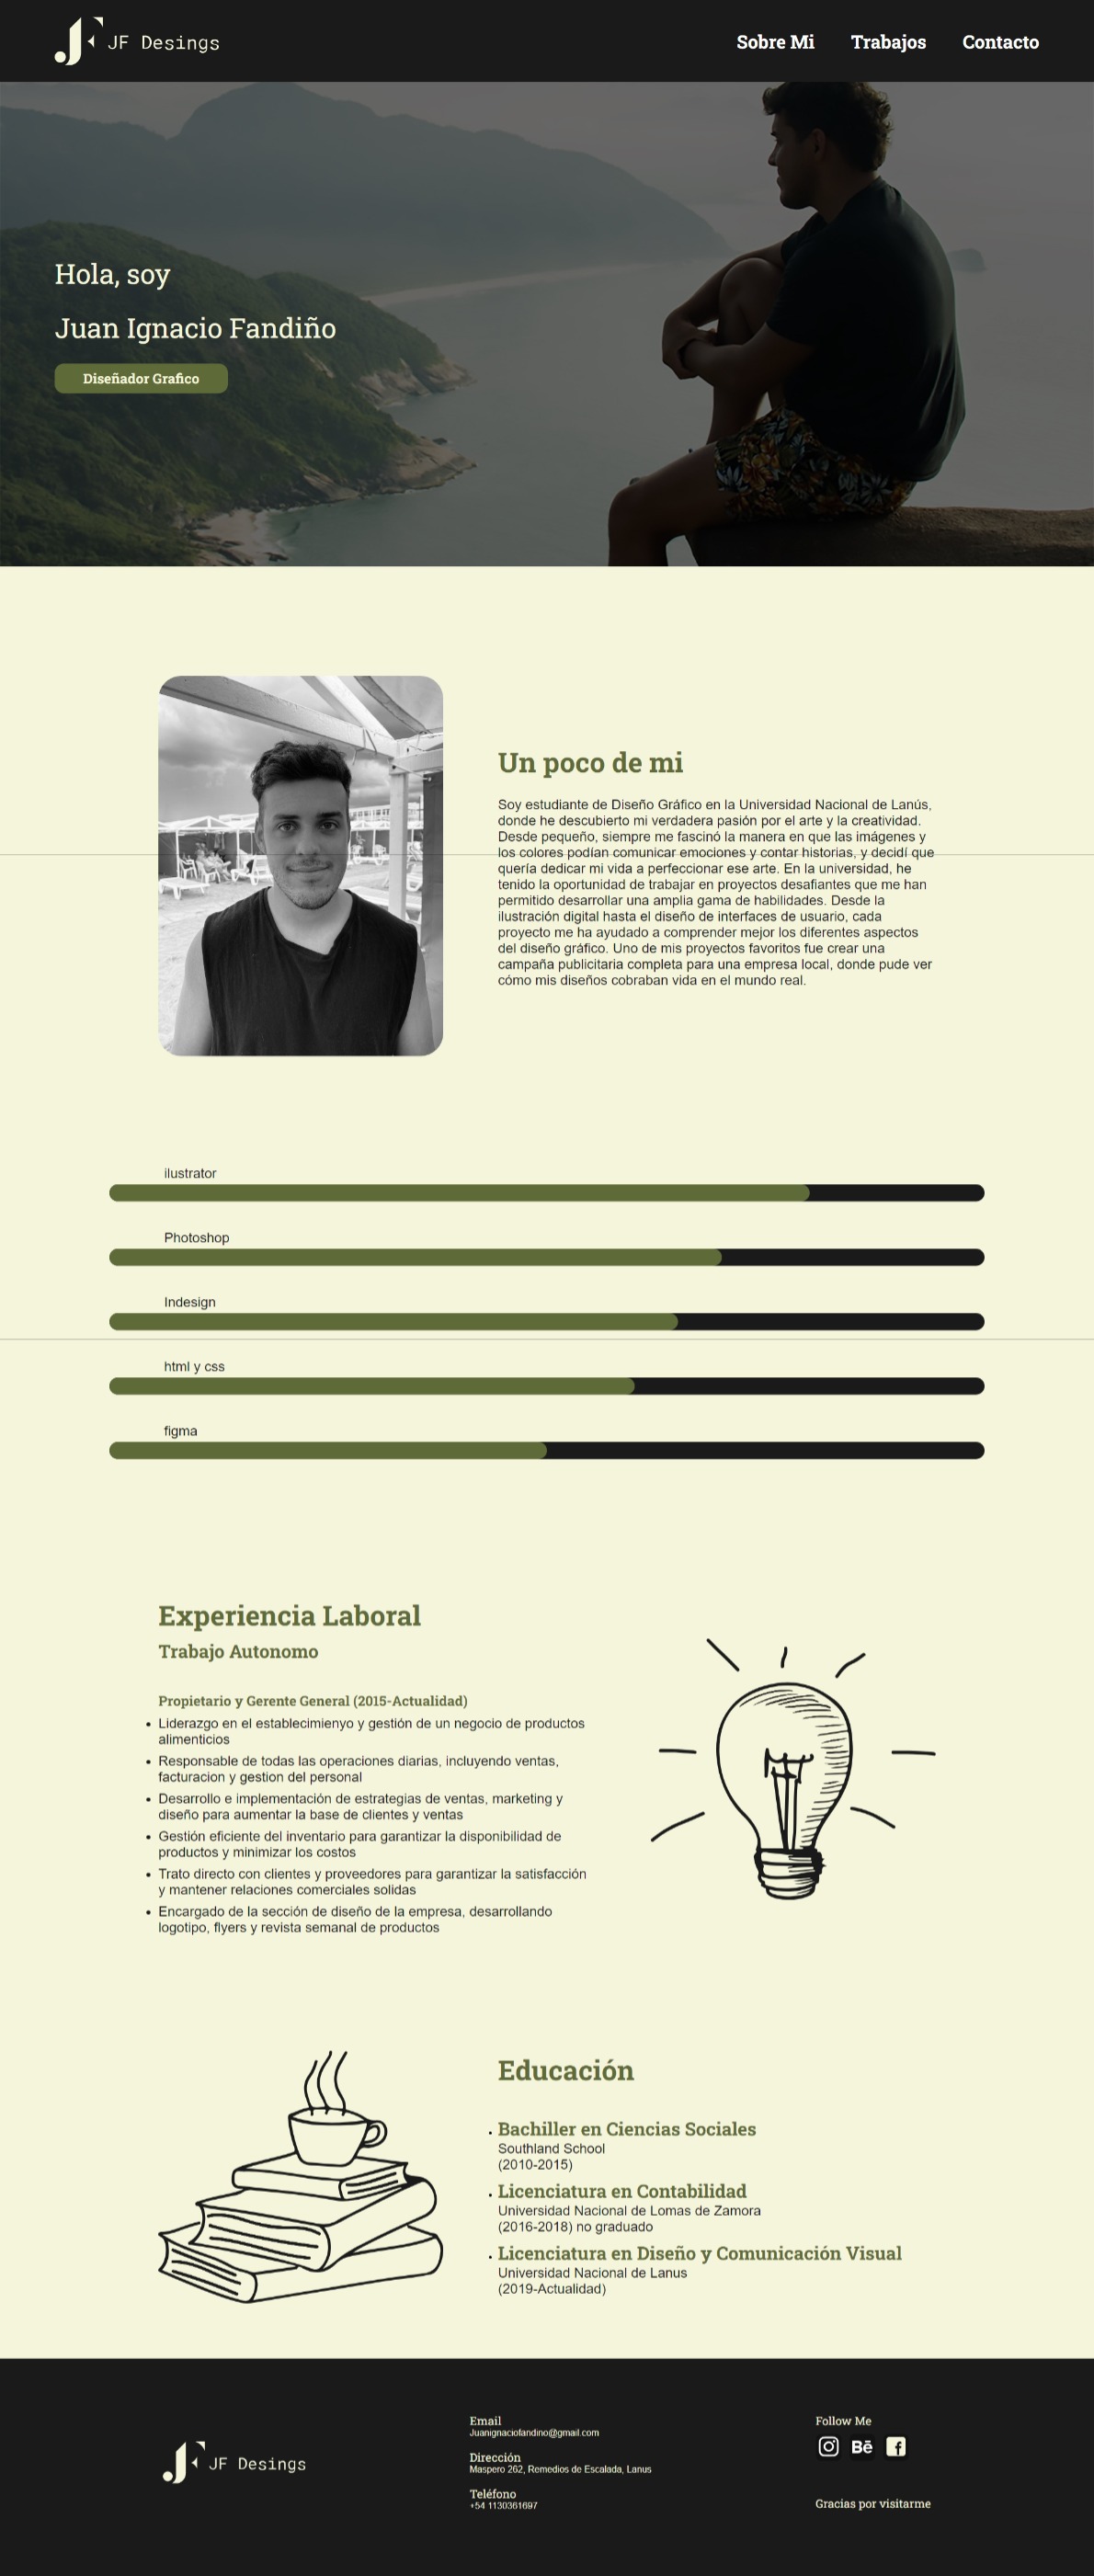 JF Desings
Sobre Mi Trabajos Contacto
Hola, soy
Juan Ignacio Fandiño
Diseñador Grafico
Un poco de mi
Soy estudiante de Diseño Gráfico en la Universidad Nacional de Lanús,
donde he descubierto mi verdadera pasión por el arte y la creatividad.
Desde pequeño, siempre me fascinó la manera en que las imágenes y
los colores podían comunicar emociones y contar historias, y decidí que
quería dedicar mi vida a perfeccionar ese arte. En la universidad, he
tenido la oportunidad de trabajar en proyectos desafiantes que me han
permitido desarrollar una amplia gama de habilidades. Desde la
ilustración digital hasta el diseño de interfaces de usuario, cada
proyecto me ha ayudado a comprender mejor los diferentes aspectos
del diseño gráfico. Uno de mis proyectos favoritos fue crear una
campaña publicitaria completa para una empresa local, donde pude ver
cómo mis diseños cobraban vida en el mundo real.
ilustrator
Photoshop
Indesign
html y css
figma
Experiencia Laboral
Trabajo Autonomo
Propietario y Gerente General (2015-Actualidad)
• Liderazgo en el establecimienyo y gestión de un negocio de productos
alimenticios
• Responsable de todas las operaciones diarias, incluyendo ventas,
facturacion y gestion del personal
• Desarrollo e implementación de estrategias de ventas, marketing y
diseño para aumentar la base de clientes y ventas
• Gestión eficiente del inventario para garantizar la disponibilidad de
productos y minimizar los costos
• Trato directo con clientes y proveedores para garantizar la satisfacción
y mantener relaciones comerciales solidas
• Encargado de la sección de diseño de la empresa, desarrollando
logotipo, flyers y revista semanal de productos
Educación
• Bachiller en Ciencias Sociales
Southland School
(2010-2015)
• Licenciatura en Contabilidad
Universidad Nacional de Lomas de Zamora
(2016-2018) no graduado
• Licenciatura en Diseño y Comunicación Visual
Universidad Nacional de Lanus
(2019-Actualidad)
JF Desings
Email
Juanignaciofandino@gmail.com
Dirección
Maspero 262, Remedios de Escalada, Lanus
Teléfono
+54 1130361697
Follow Me
Bē
Gracias por visitarme